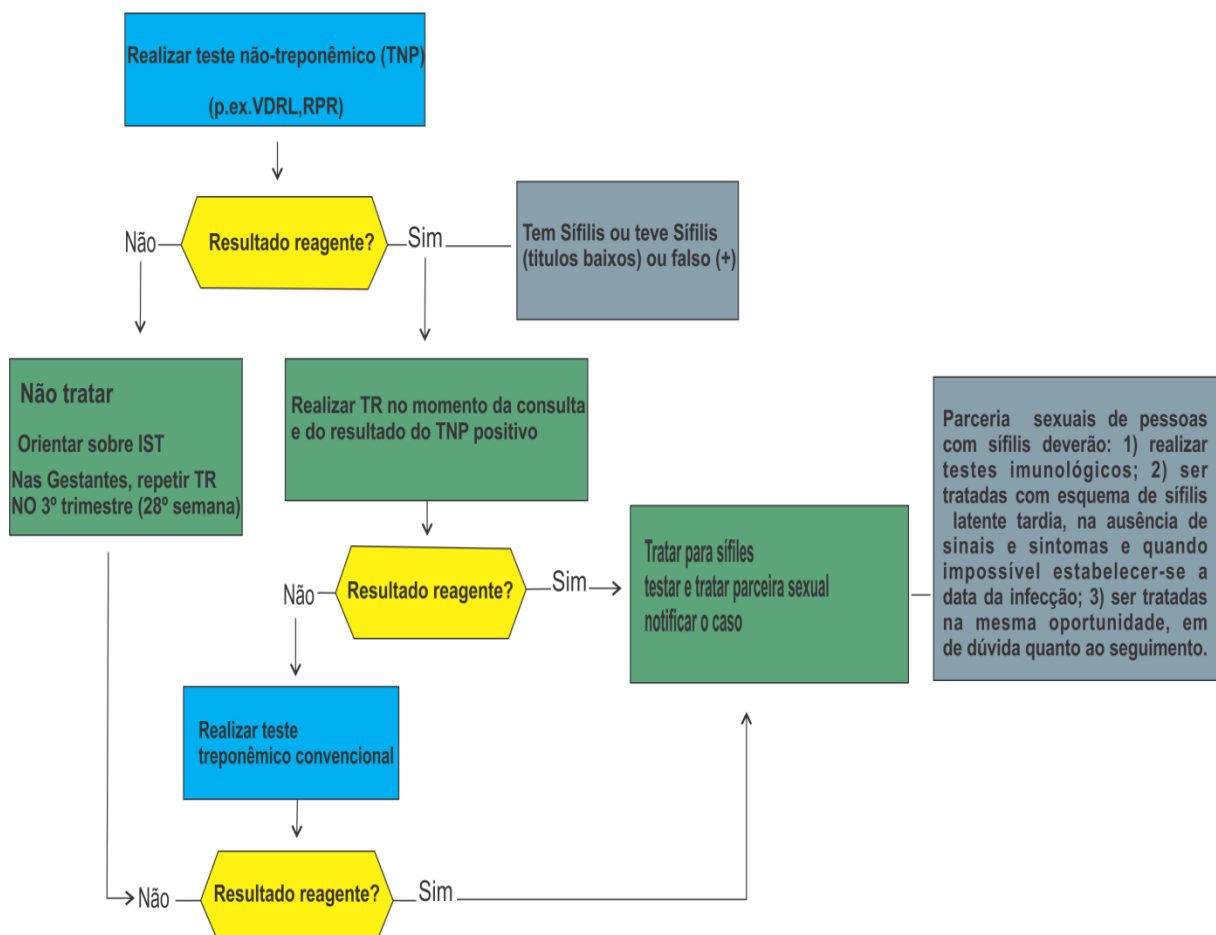 Realizar teste não-treponêmico (TNP)
(p.ex.VDRL,RPR)
Não
Resultado reagente?
Sim
Tem Sífilis ou teve Sífilis
(titulos baixos) ou falso (+)
Não tratar
Orientar sobre IST
Nas Gestantes, repetir TR
NO 3º trimestre (28º semana)
Realizar TR no momento da consulta
e do resultado do TNP positivo
Parceria sexuais de pessoas
com sífilis deverão: 1) realizar
testes imunológicos; 2) ser
tratadas com esquema de sífilis
latente tardia, na ausência de
sinais e sintomas e quando
impossível estabelecer-se a
data da infecção; 3) ser tratadas
na mesma oportunidade, em
de dúvida quanto ao seguimento.
Não
Resultado reagente?
Sim
Tratar para sífiles
testar e tratar parceira sexual
notificar o caso
Realizar teste
treponêmico convencional
Não
Resultado reagente?
Sim